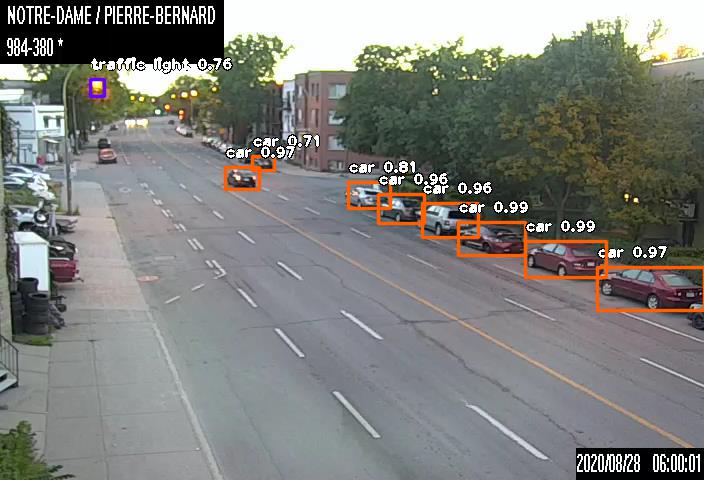 NOTRE-DAME / PIERRE-BERNARD
984-380 *
traffic light 0.76
car 0.71
car 0.97
car 0.81
car 0.96
car 0.96
car 0.99
car 0.99
car 0.97
2020/08/28 06:00:01